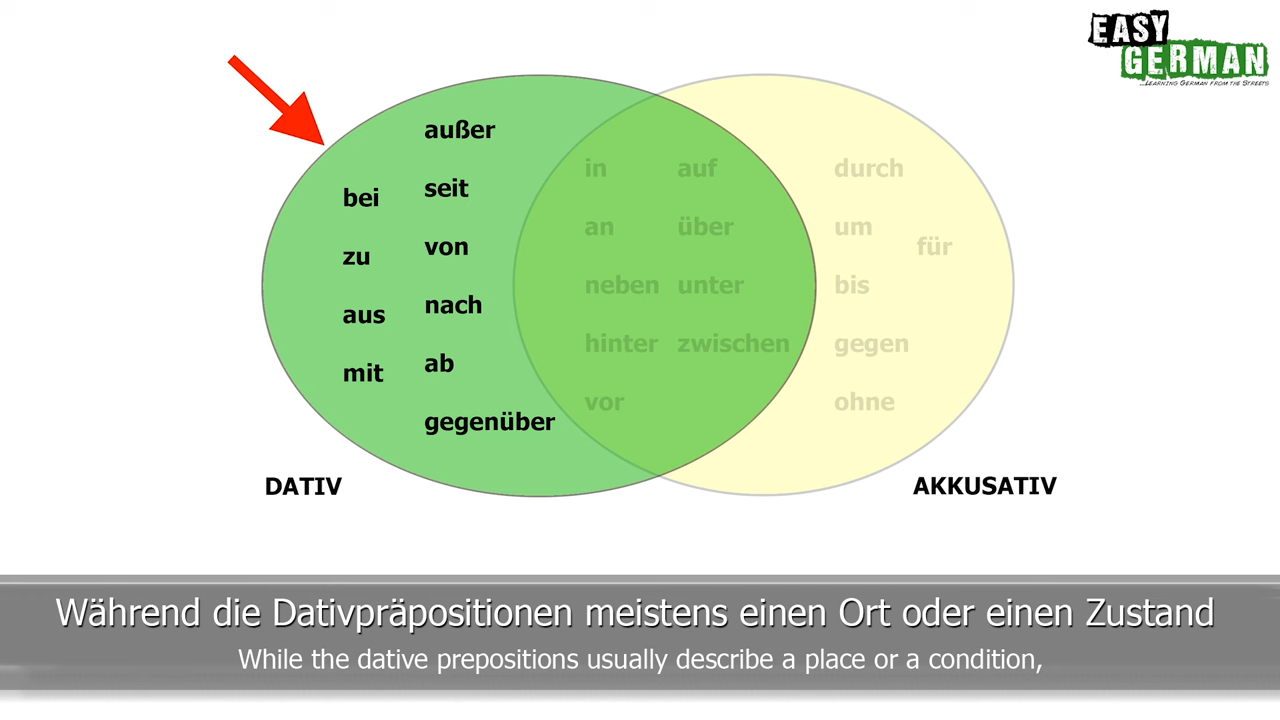 EASY
GERMAN
...LEARNING GERMAN FROM THE STREETS
außer
bei
seit
zu
von
aus
nach
mit
ab
gegenüber
in auf
an über
neben unter
hinter zwischen
vor
durch
um
für
bis
gegen
ohne
DATIV
AKKUSATIV
Während die Dativpräpositionen meistens einen Ort oder einen Zustand
While the dative prepositions usually describe a place or a condition,